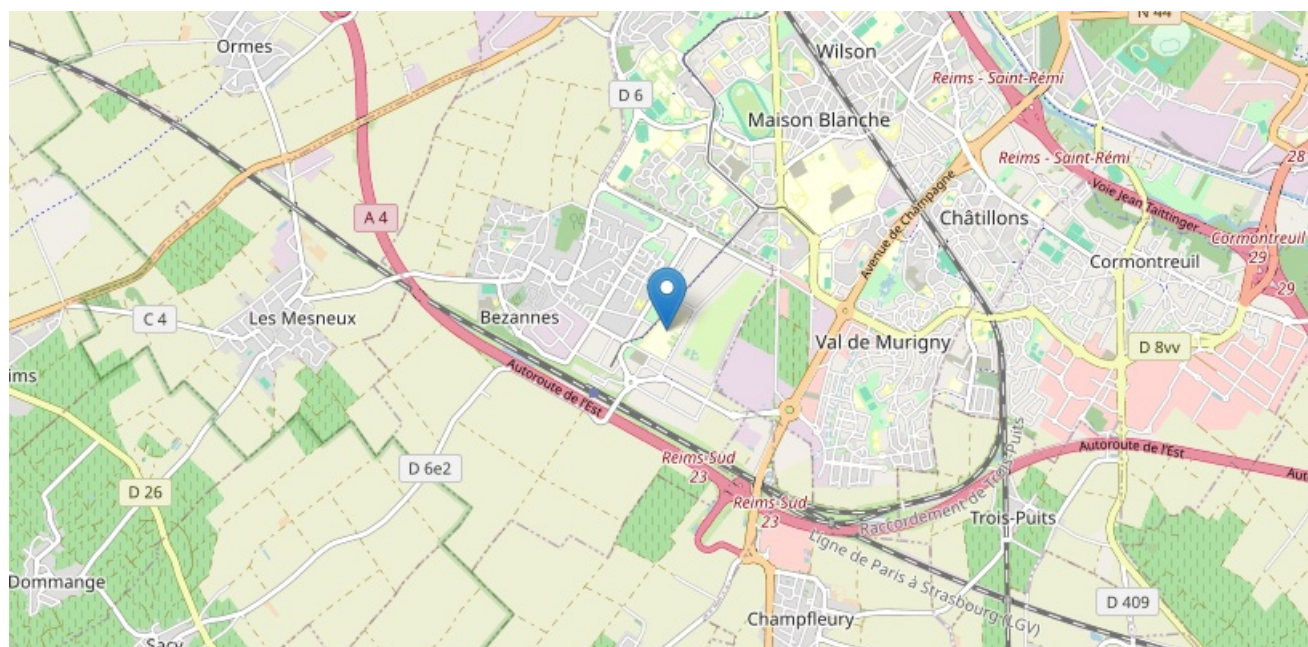 N 44
Ormes
Wilson
Reims - Saint-Rémi
D 6
Maison Blanche
Reims - Saint-Rémi
28
Voie Jean Taittinger
A 4
Avenue de Champagne
Châtillons
Cormontreuil
29
Cormontreuil
29
C 4
Les Mesneux
Bezannes
Val de Murigny
D 8vv
ims
Autoroute de l'Est
Reims-Sud
23
Autoroute de l'Est
Aut
D 6e2
D 26
Reims-Sud
23
Raccordement de Trois-Puits
Trois-Puits
Ligne de Paris à Strasbourg (LGV)
Dommange
D 409
Champfleury
Sacy